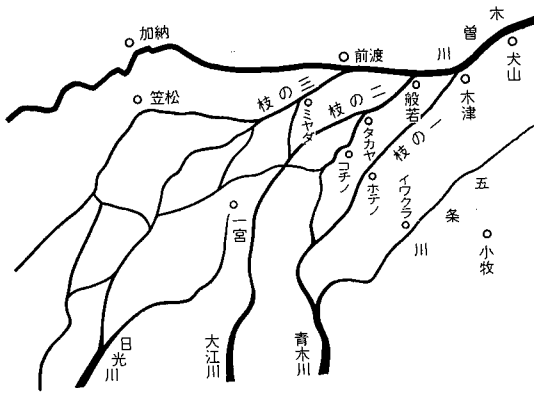 木曽川
加納
前渡
犬山
笠松
木津
般若
枝の三
枝の二
枝の一
ミヤダ
タカヤ
コチノ
ホテノ
イワクラ
五条川
小牧
一宮
日光川
大江川
青木川